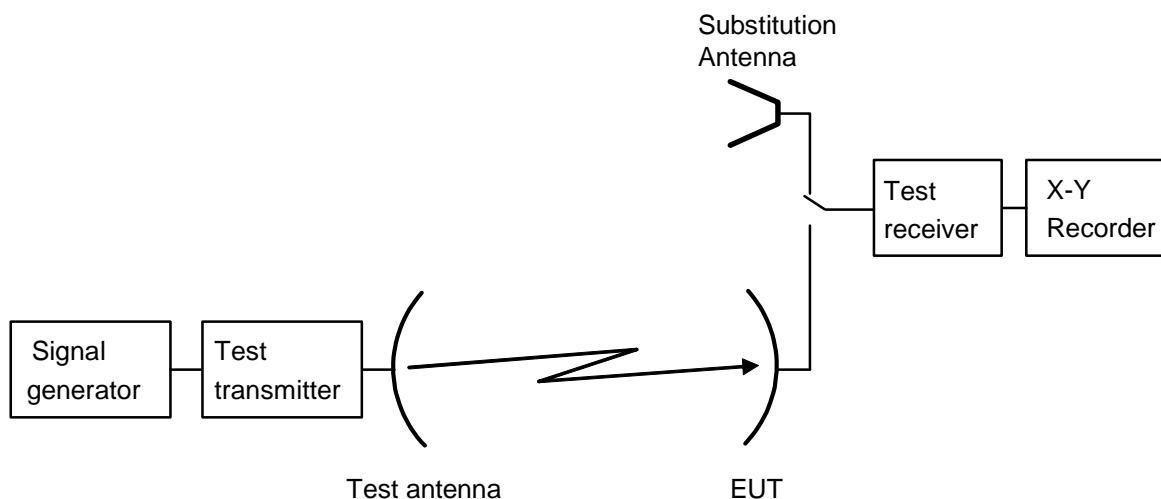 Substitution
Antenna
Test
receiver
X-Y
Recorder
Signal
generator
Test
transmitter
Test antenna
EUT